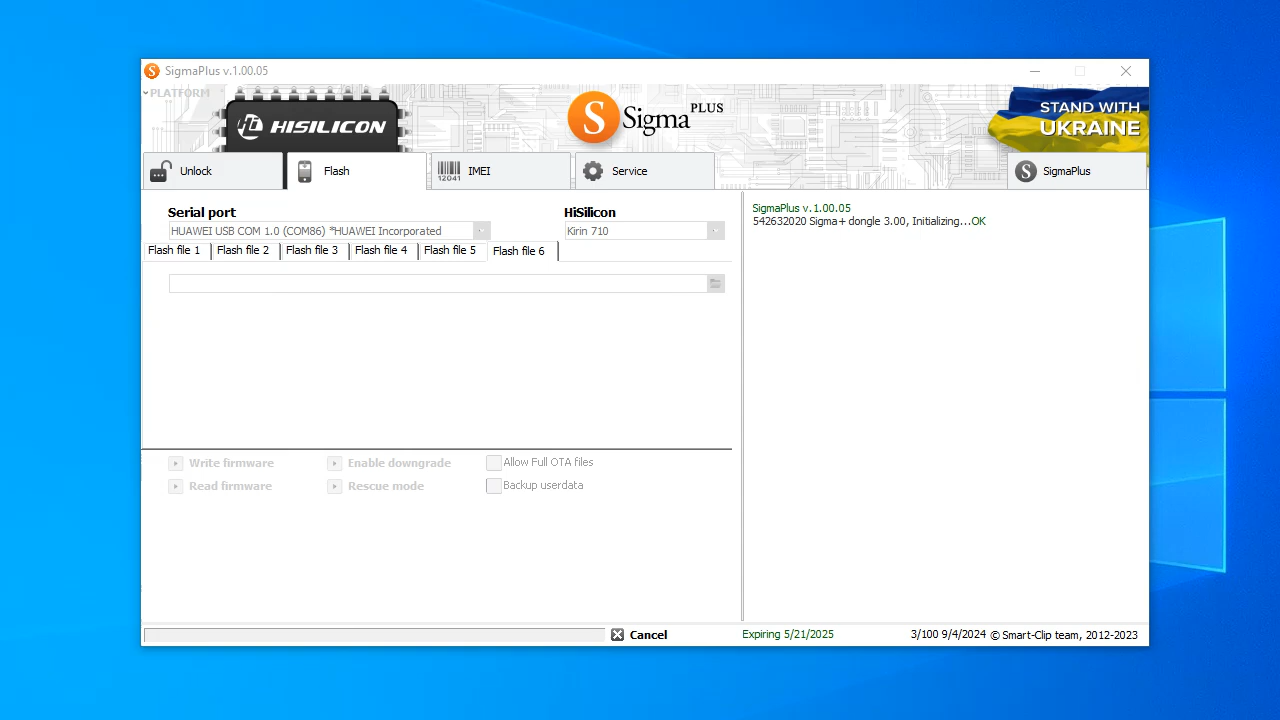 SigmaPlus v.1.00.05
PLATFORM
HISILICON
S Sigma PLUS
STAND WITH
UKRAINE
Unlock
Flash
12041 IMEI
Service
S SigmaPlus
Serial port
HiSilicon
HUAWEI USB COM 1.0 (COM86) *HUAWEI Incorporated
Kirin 710
Flash file 1 Flash file 2 Flash file 3 Flash file 4 Flash file 5 Flash file 6
SigmaPlus v.1.00.05
542632020 Sigma+ dongle 3.00, Initializing...OK
Write firmware Enable downgrade Allow Full OTA files
Read firmware Rescue mode Backup userdata
Cancel
Expiring 5/21/2025
3/100 9/4/2024 © Smart-Clip team, 2012-2023